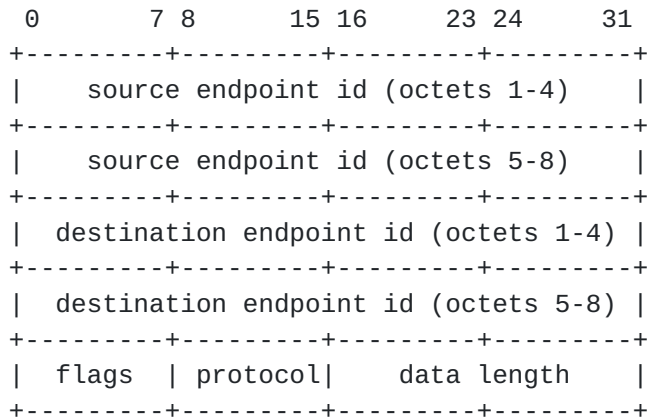 0 7 8 15 16 23 24 31
+---------+---------+---------+---------+
| source endpoint id (octets 1-4) |
+---------+---------+---------+---------+
| source endpoint id (octets 5-8) |
+---------+---------+---------+---------+
| destination endpoint id (octets 1-4) |
+---------+---------+---------+---------+
| destination endpoint id (octets 5-8) |
+---------+---------+---------+---------+
| flags | protocol| data length |
+---------+---------+---------+---------+